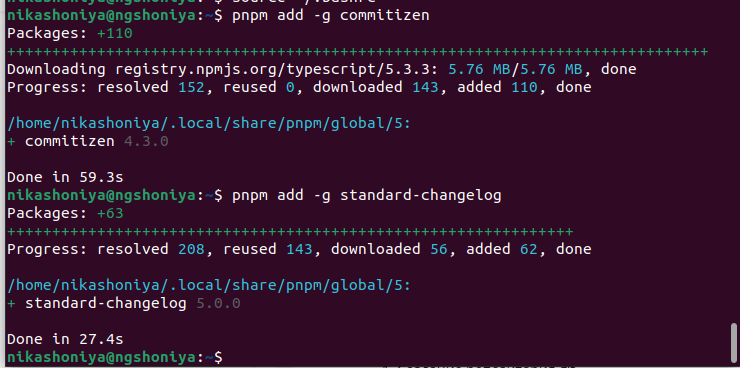 nikashoniya@ngshoniya:~$ pnpm add -g commitizen
Packages: +110
++++++++++++++++++++++++++++++++++++++++++++++++++++++++++++++++++++++++++++++
Downloading registry.npmjs.org/typescript/5.3.3: 5.76 MB/5.76 MB, done
Progress: resolved 152, reused 0, downloaded 143, added 110, done
/home/nikashoniya/.local/share/pnpm/global/5:
+ commitizen 4.3.0
Done in 59.3s
nikashoniya@ngshoniya:~$ pnpm add -g standard-changelog
Packages: +63
+++++++++++++++++++++++++++++++++++++++++++++++++++++++++++++++
Progress: resolved 208, reused 143, downloaded 56, added 62, done
/home/nikashoniya/.local/share/pnpm/global/5:
+ standard-changelog 5.0.0
Done in 27.4s
nikashoniya@ngshoniya:~$